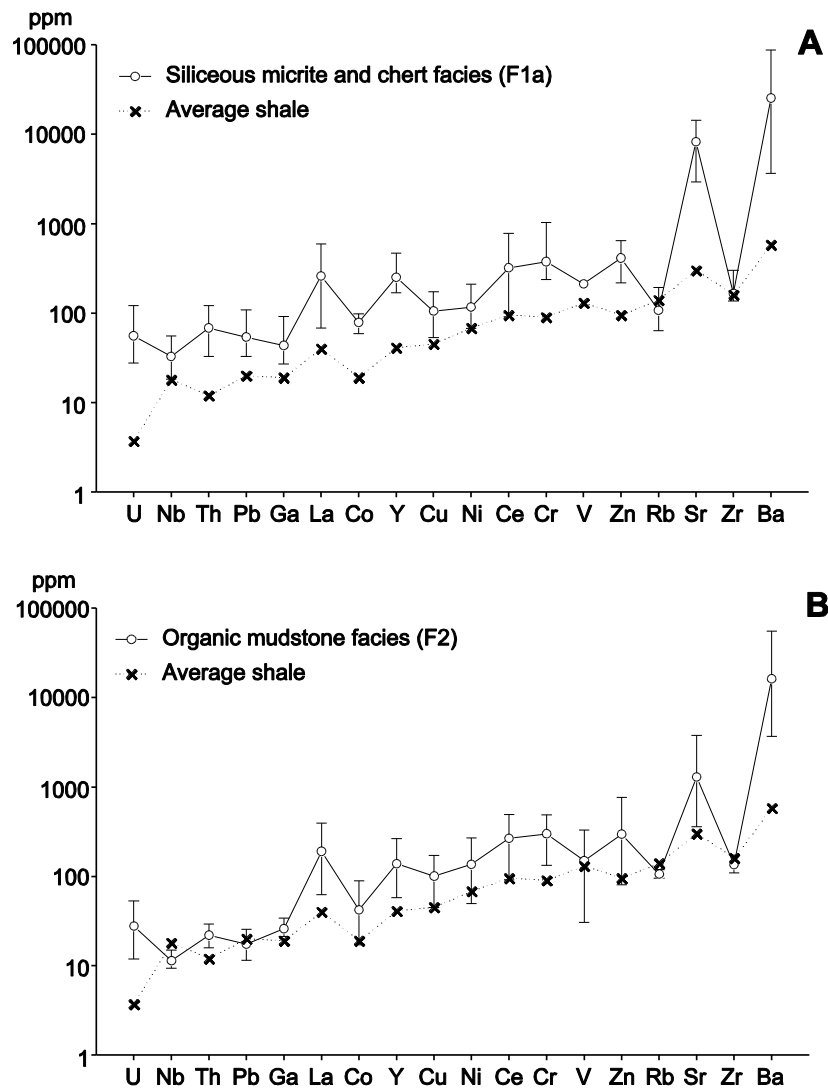 ppm
A
100000
Siliceous micrite and chert facies (F1a)
Average shale
10000
1000
100
10
1
U Nb Th Pb Ga La Co Y Cu Ni Ce Cr V Zn Rb Sr Zr Ba
ppm
B
100000
Organic mudstone facies (F2)
Average shale
10000
1000
100
10
1
U Nb Th Pb Ga La Co Y Cu Ni Ce Cr V Zn Rb Sr Zr Ba